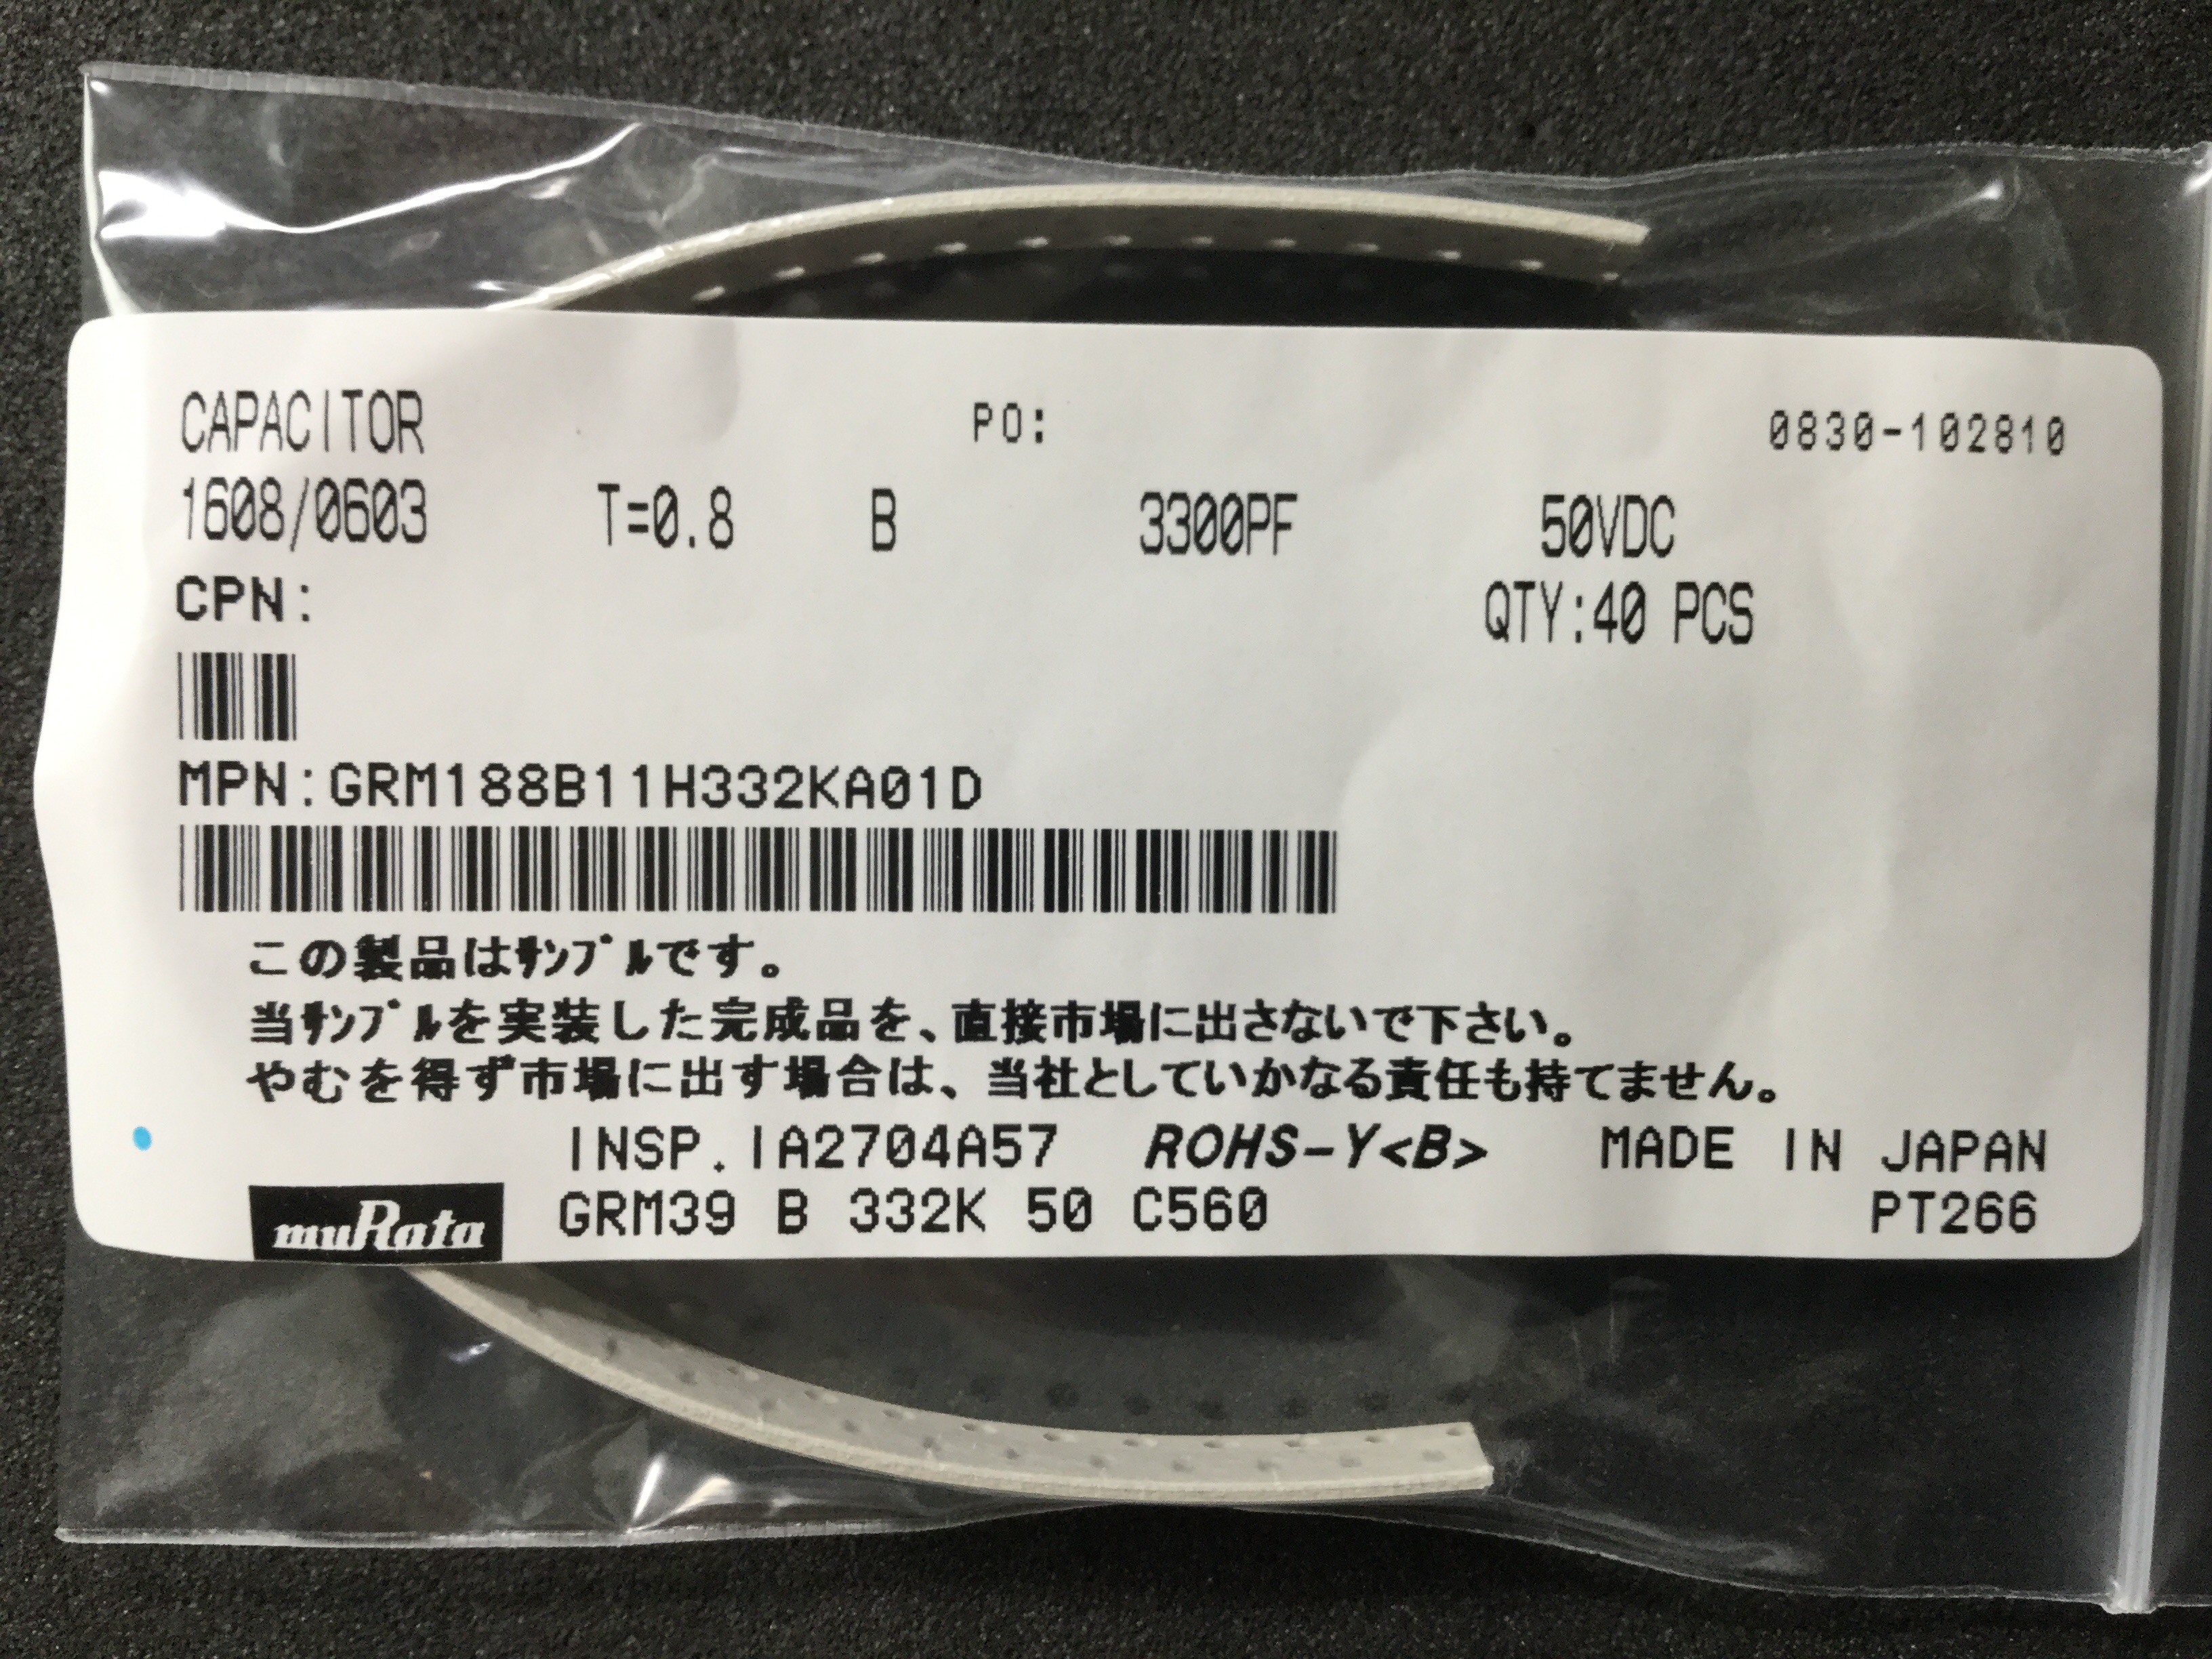 CAPACITOR PO: 0830-102810
1608/0603 T=0.8 B 3300PF 50VDC
CPN: QTY:40 PCS
MPN:GRM188B11H332KA01D
この製品はｻﾝﾌﾟﾙです。
当ｻﾝﾌﾟﾙを実装した完成品を、直接市場に出さないで下さい。
やむを得ず市場に出す場合は、当社としていかなる責任も持てません。
INSP.IA2704A57 ROHS-Y<B> MADE IN JAPAN
muRata GRM39 B 332K 50 C560 PT266